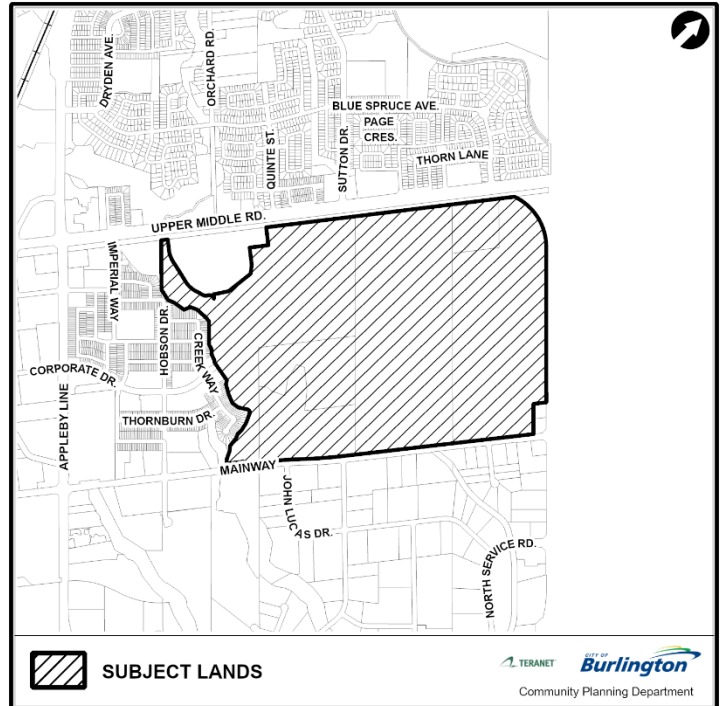 DRYDEN AVE.
ORCHARD RD.
BLUE SPRUCE AVE.
PAGE
CRES.
QUINTE ST.
SUTTON DR.
THORN LANE
UPPER MIDDLE RD.
IMPERIAL WAY
HOBSON DR.
CREEK WAY
CORPORATE DR.
THORNBURN DR.
APPLEBY LINE
MAINWAY
JOHN LUCAS DR.
NORTH SERVICE RD.
SUBJECT LANDS
TERANET
CITY OF
Burlington
Community Planning Department